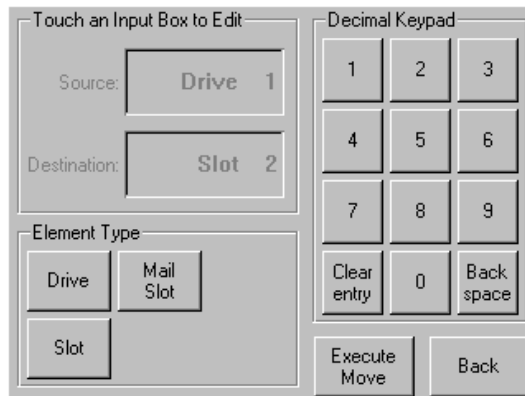 Touch an Input Box to Edit
Source: Drive 1
Destination: Slot 2
Element Type
Drive
Mail
Slot
Slot
Decimal Keypad
1 2 3
4 5 6
7 8 9
Clear
entry
0
Back
space
Execute
Move
Back